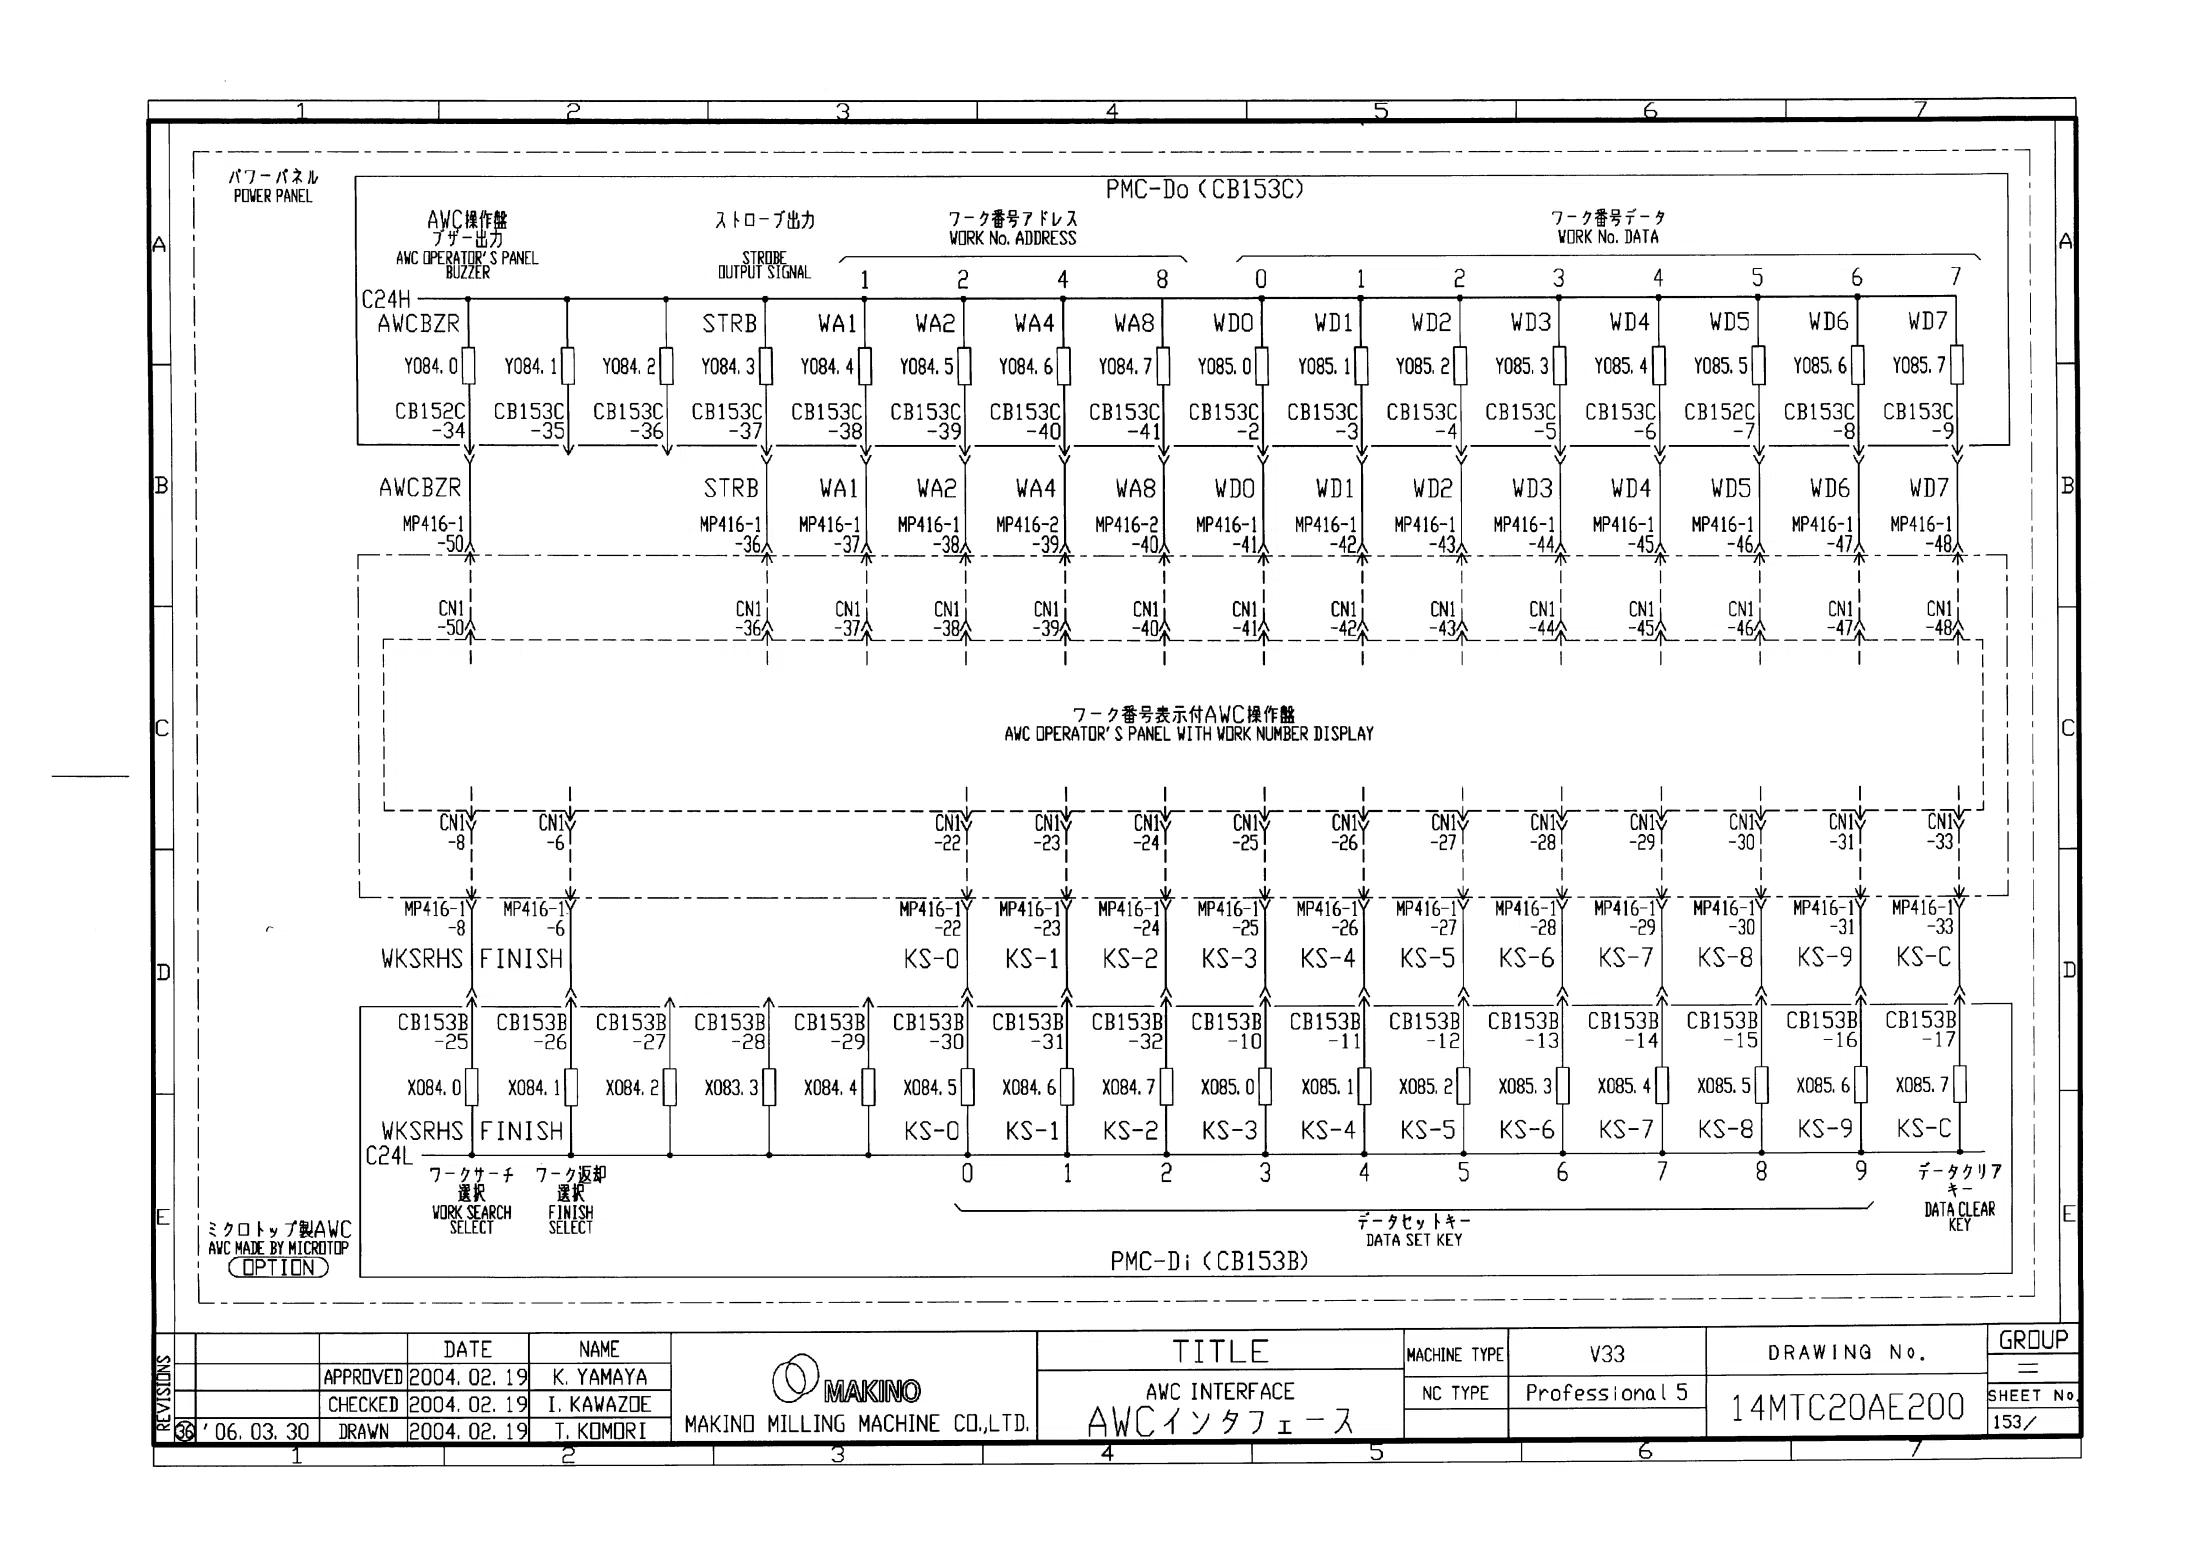 1 2 3 4 5 6 7
パワーパネル
POWER PANEL
PMC-Do (CB153C)
AWC操作盤
ブザー出力
AWC OPERATOR'S PANEL
BUZZER
ストローブ出力
STROBE
OUTPUT SIGNAL
ワーク番号アドレス
WORK No. ADDRESS
ワーク番号データ
WORK No. DATA
A A
1 2 4 8 0 1 2 3 4 5 6 7
C24H
AWCBZR STRB WA1 WA2 WA4 WA8 WD0 WD1 WD2 WD3 WD4 WD5 WD6 WD7
Y084.0 Y084.1 Y084.2 Y084.3 Y084.4 Y084.5 Y084.6 Y084.7 Y085.0 Y085.1 Y085.2 Y085.3 Y085.4 Y085.5 Y085.6 Y085.7
CB152C CB153C CB153C CB153C CB153C CB153C CB153C CB153C CB153C CB153C CB153C CB153C CB153C CB152C CB153C CB153C
-34 -35 -36 -37 -38 -39 -40 -41 -2 -3 -4 -5 -6 -7 -8 -9
B B
AWCBZR STRB WA1 WA2 WA4 WA8 WD0 WD1 WD2 WD3 WD4 WD5 WD6 WD7
MP416-1 MP416-1 MP416-1 MP416-1 MP416-2 MP416-2 MP416-1 MP416-1 MP416-1 MP416-1 MP416-1 MP416-1 MP416-1 MP416-1
-50 -36 -37 -38 -39 -40 -41 -42 -43 -44 -45 -46 -47 -48
CN1 CN1 CN1 CN1 CN1 CN1 CN1 CN1 CN1 CN1 CN1 CN1 CN1 CN1
-50 -36 -37 -38 -39 -40 -41 -42 -43 -44 -45 -46 -47 -48
C C
ワーク番号表示付AWC操作盤
AWC OPERATOR'S PANEL WITH WORK NUMBER DISPLAY
CN1 CN1 CN1 CN1 CN1 CN1 CN1 CN1 CN1 CN1 CN1 CN1 CN1
-8 -6 -22 -23 -24 -25 -26 -27 -28 -29 -30 -31 -33
MP416-1 MP416-1 MP416-1 MP416-1 MP416-1 MP416-1 MP416-1 MP416-1 MP416-1 MP416-1 MP416-1 MP416-1 MP416-1
-8 -6 -22 -23 -24 -25 -26 -27 -28 -29 -30 -31 -33
WKSRHS FINISH KS-0 KS-1 KS-2 KS-3 KS-4 KS-5 KS-6 KS-7 KS-8 KS-9 KS-C
D D
CB153B CB153B CB153B CB153B CB153B CB153B CB153B CB153B CB153B CB153B CB153B CB153B CB153B CB153B CB153B CB153B
-25 -26 -27 -28 -29 -30 -31 -32 -10 -11 -12 -13 -14 -15 -16 -17
X084.0 X084.1 X084.2 X083.3 X084.4 X084.5 X084.6 X084.7 X085.0 X085.1 X085.2 X085.3 X085.4 X085.5 X085.6 X085.7
WKSRHS FINISH KS-0 KS-1 KS-2 KS-3 KS-4 KS-5 KS-6 KS-7 KS-8 KS-9 KS-C
C24L
ワークサーチ
選択
WORK SEARCH
SELECT
ワーク返却
選択
FINISH
SELECT
0 1 2 3 4 5 6 7 8 9
データクリア
キー
DATA CLEAR
KEY
E E
データセットキー
DATA SET KEY
ミクロトップ製AWC
AWC MADE BY MICROTOP
OPTION
PMC-Di (CB153B)
REVISIONS
36 '06.03.30
DATE NAME
APPROVED 2004.02.19 K. YAMAYA
CHECKED 2004.02.19 I. KAWAZOE
DRAWN 2004.02.19 T. KOMORI
MAKINO
MAKINO MILLING MACHINE CO.,LTD.
TITLE
AWC INTERFACE
AWCインタフェース
MACHINE TYPE V33
NC TYPE Professional 5
DRAWING No.
14MTC20AE200
GROUP
=
SHEET No.
153/
1 2 3 4 5 6 7